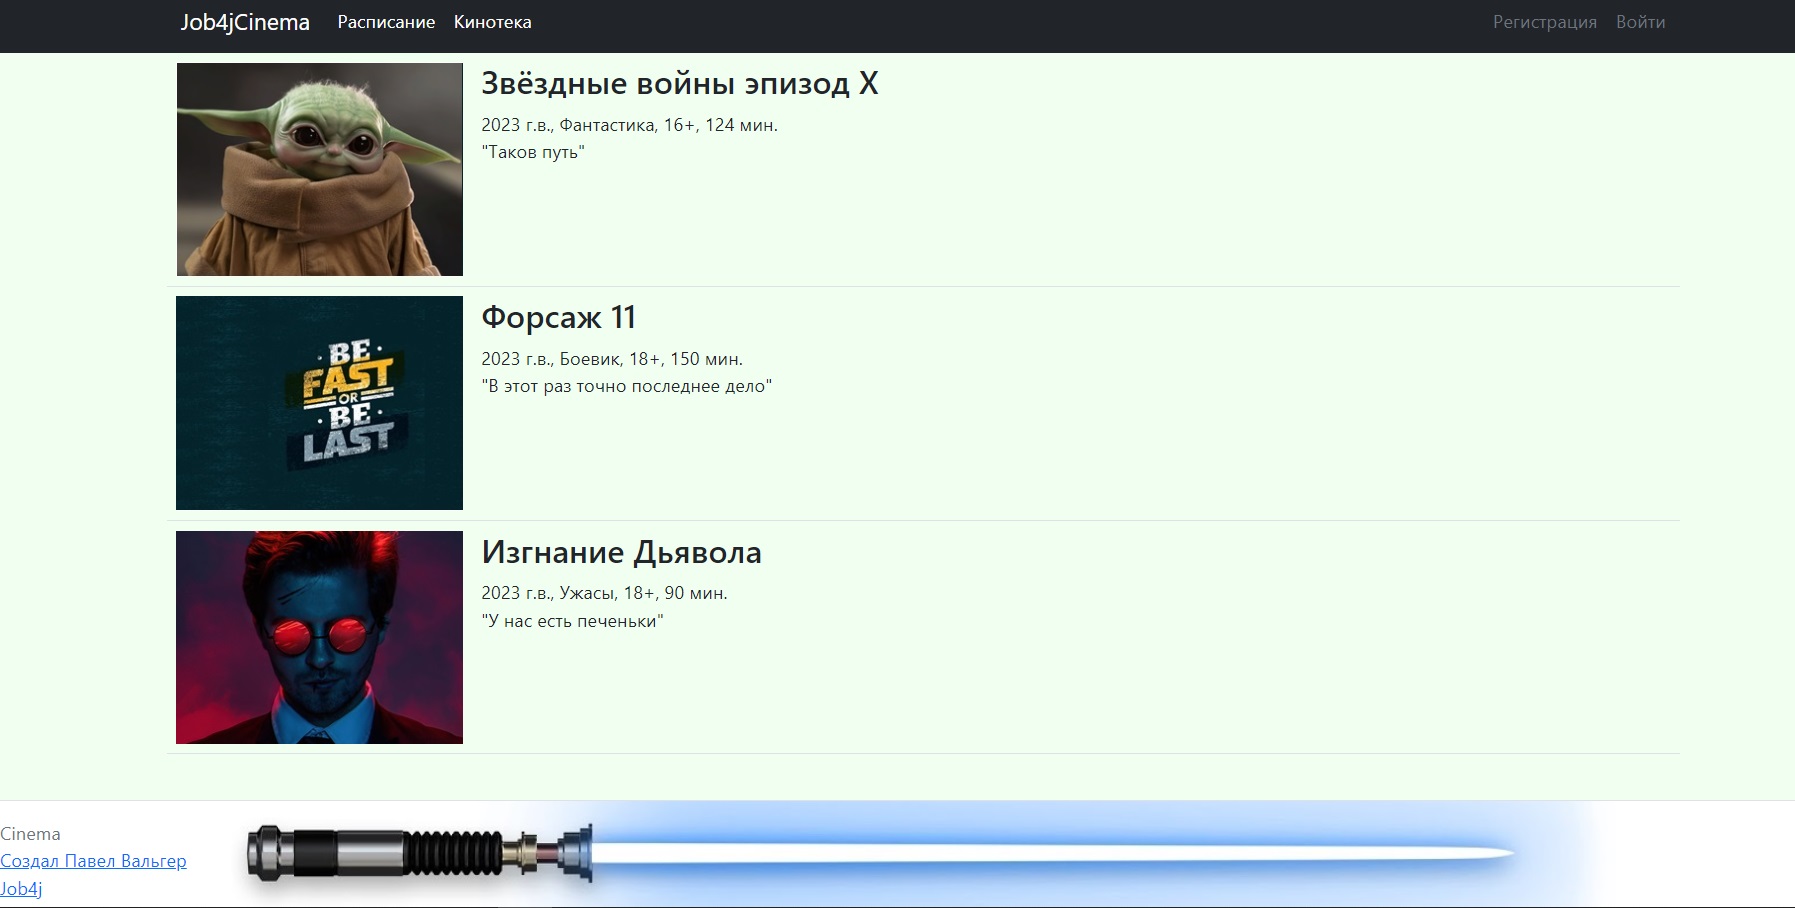 Job4jCinema Расписание Кинотека Регистрация Войти
Звёздные войны эпизод X
2023 г.в., Фантастика, 16+, 124 мин.
"Таков путь"
BE
FAST
OR
BE
LAST
Форсаж 11
2023 г.в., Боевик, 18+, 150 мин.
"В этот раз точно последнее дело"
Изгнание Дьявола
2023 г.в., Ужасы, 18+, 90 мин.
"У нас есть печеньки"
Cinema
Создал Павел Вальгер
Job4j